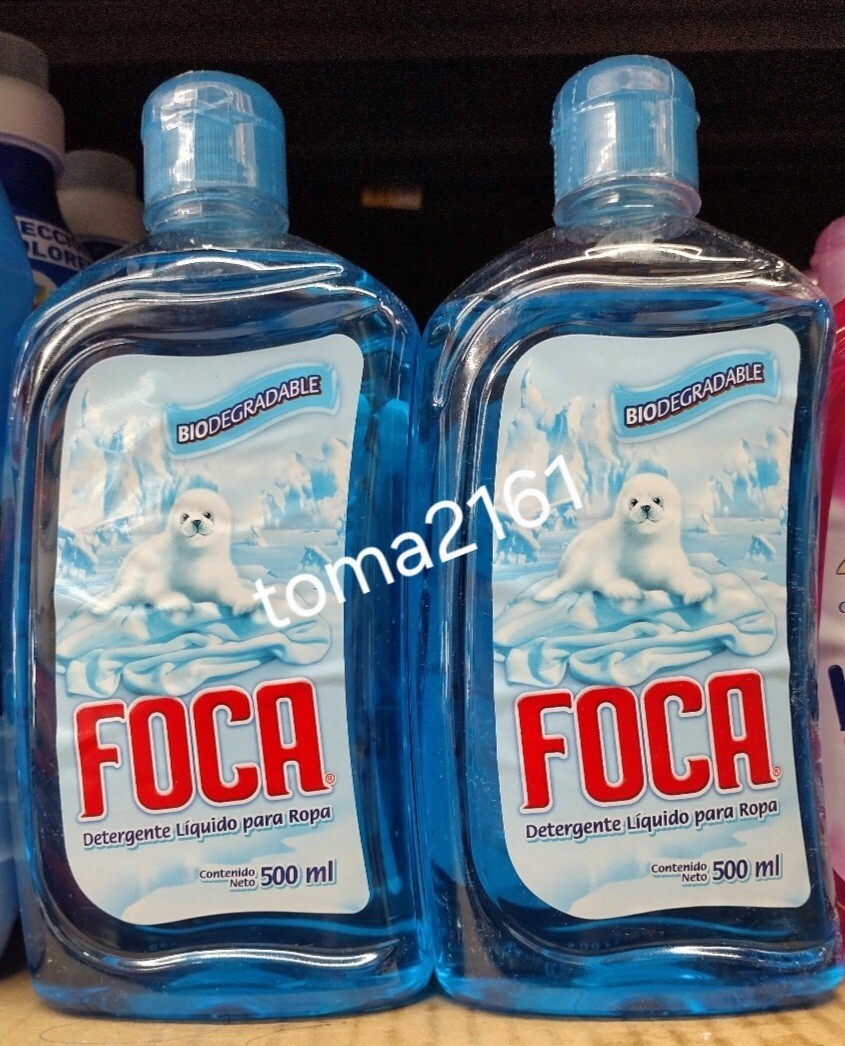 BIODEGRADABLE
FOCA®
Detergente Líquido para Ropa
Contenido
Neto 500 ml
BIODEGRADABLE
FOCA®
Detergente Líquido para Ropa
Contenido
Neto 500 ml
toma2161